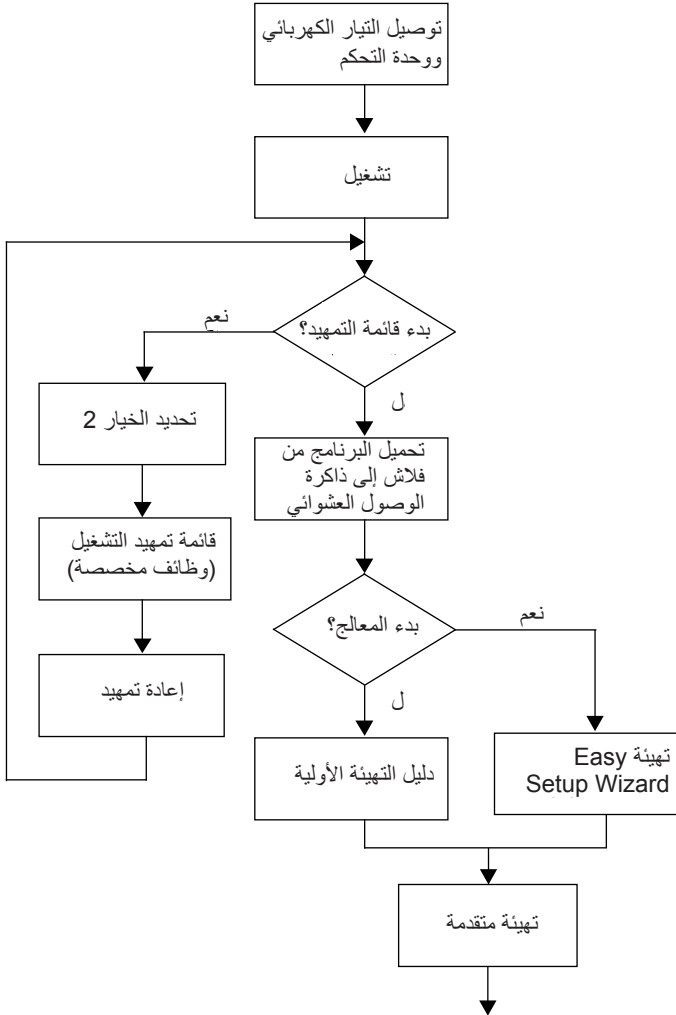 توصيل التيار الكهربائي
ووحدة التحكم
تشغيل
بدء قائمة التمهيد؟
نعم
ل
تحديد الخيار 2
تحميل البرنامج من
فلاش إلى ذاكرة
الوصول العشوائي
قائمة تمهيد التشغيل
(وظائف مخصصة)
بدء المعالج؟
نعم
ل
إعادة تمهيد
دليل التهيئة الأولية
تهيئة Easy
Setup Wizard
تهيئة متقدمة